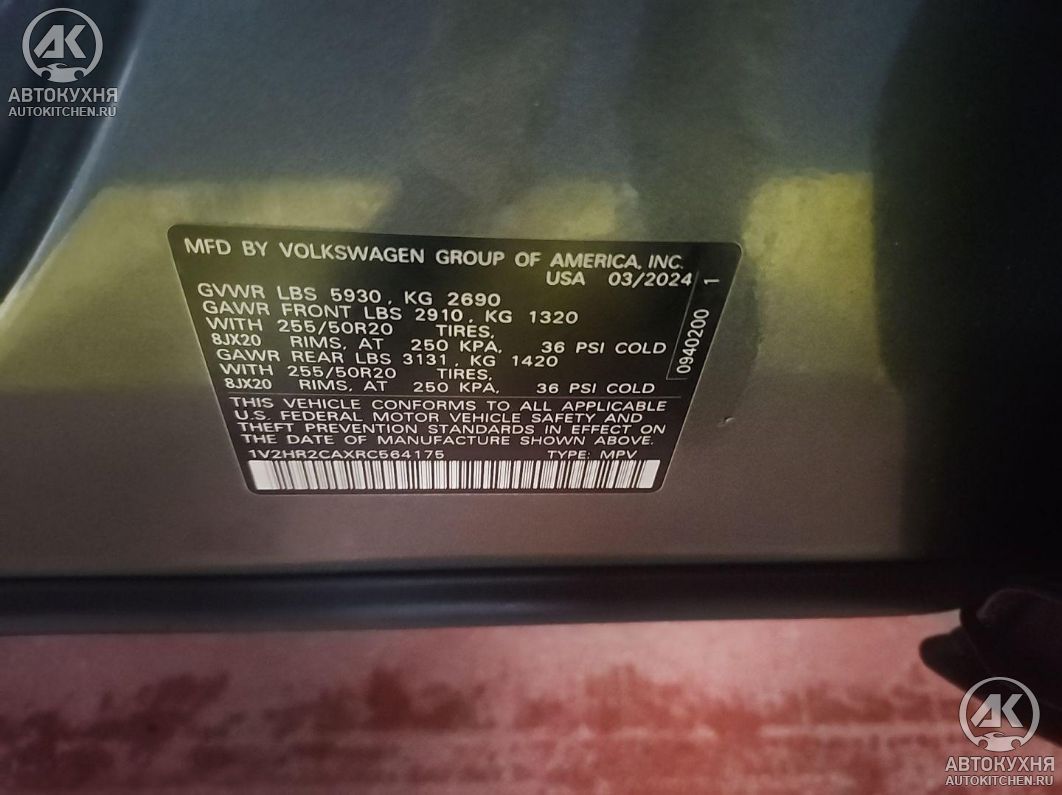 AK
АВТОКУХНЯ
AUTOKITCHEN.RU
MFD BY VOLKSWAGEN GROUP OF AMERICA, INC.
USA 03/2024
GVWR LBS 5930, KG 2690
GAWR FRONT LBS 2910, KG 1320
WITH 255/50R20 TIRES,
8JX20 RIMS, AT 250 KPA, 36 PSI COLD
GAWR REAR LBS 3131, KG 1420
WITH 255/50R20 TIRES,
8JX20 RIMS, AT 250 KPA, 36 PSI COLD
THIS VEHICLE CONFORMS TO ALL APPLICABLE
U.S. FEDERAL MOTOR VEHICLE SAFETY AND
THEFT PREVENTION STANDARDS IN EFFECT ON
THE DATE OF MANUFACTURE SHOWN ABOVE.
1V2HR2CAXRC564175 TYPE: MPV
0940200 1
AK
АВТОКУХНЯ
AUTOKITCHEN.RU